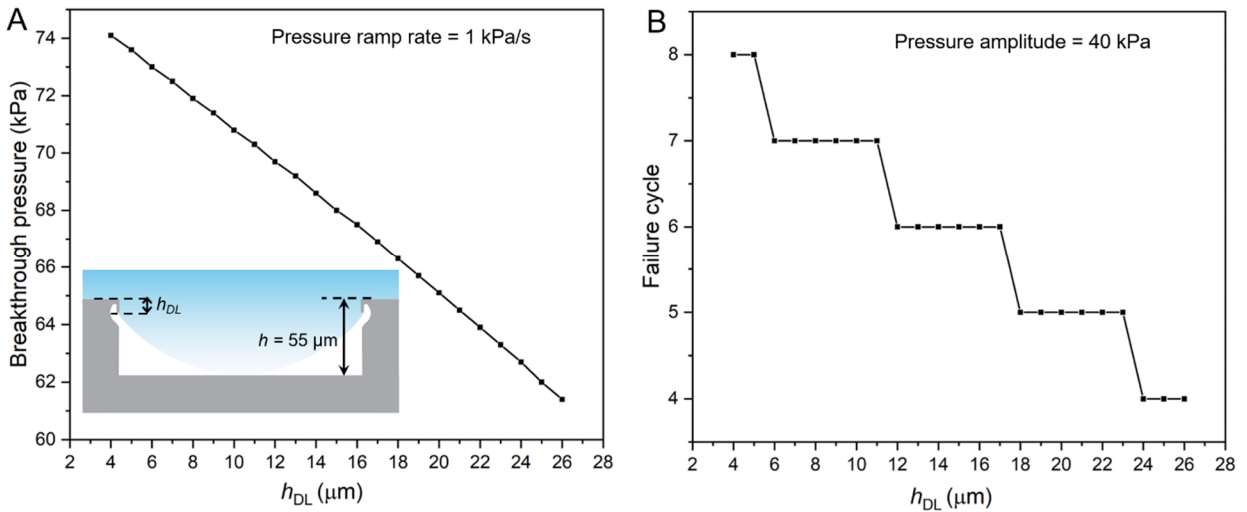 A
Pressure ramp rate = 1 kPa/s
Breakthrough pressure (kPa)
74
72
70
68
66
64
62
60
h_DL
h = 55 μm
2 4 6 8 10 12 14 16 18 20 22 24 26 28
h_DL (μm)
B
Pressure amplitude = 40 kPa
Failure cycle
8
7
6
5
4
2 4 6 8 10 12 14 16 18 20 22 24 26 28
h_DL (μm)